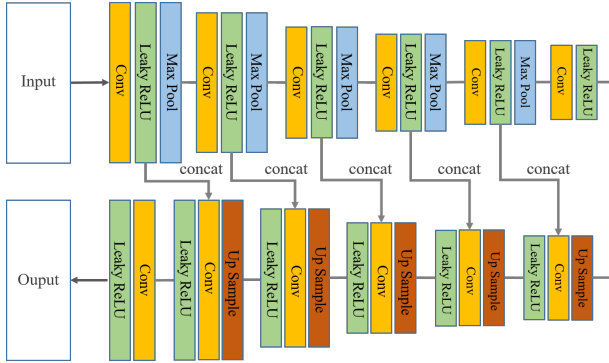 Input
Conv
Leaky ReLU
Max Pool
Conv
Leaky ReLU
Max Pool
Conv
Leaky ReLU
Max Pool
Conv
Leaky ReLU
Max Pool
Conv
Leaky ReLU
Max Pool
Conv
Leaky ReLU
concat
concat
concat
concat
concat
Ouput
Leaky ReLU
Conv
Leaky ReLU
Conv
Up Sample
Leaky ReLU
Conv
Up Sample
Leaky ReLU
Conv
Up Sample
Leaky ReLU
Conv
Up Sample
Leaky ReLU
Conv
Up Sample